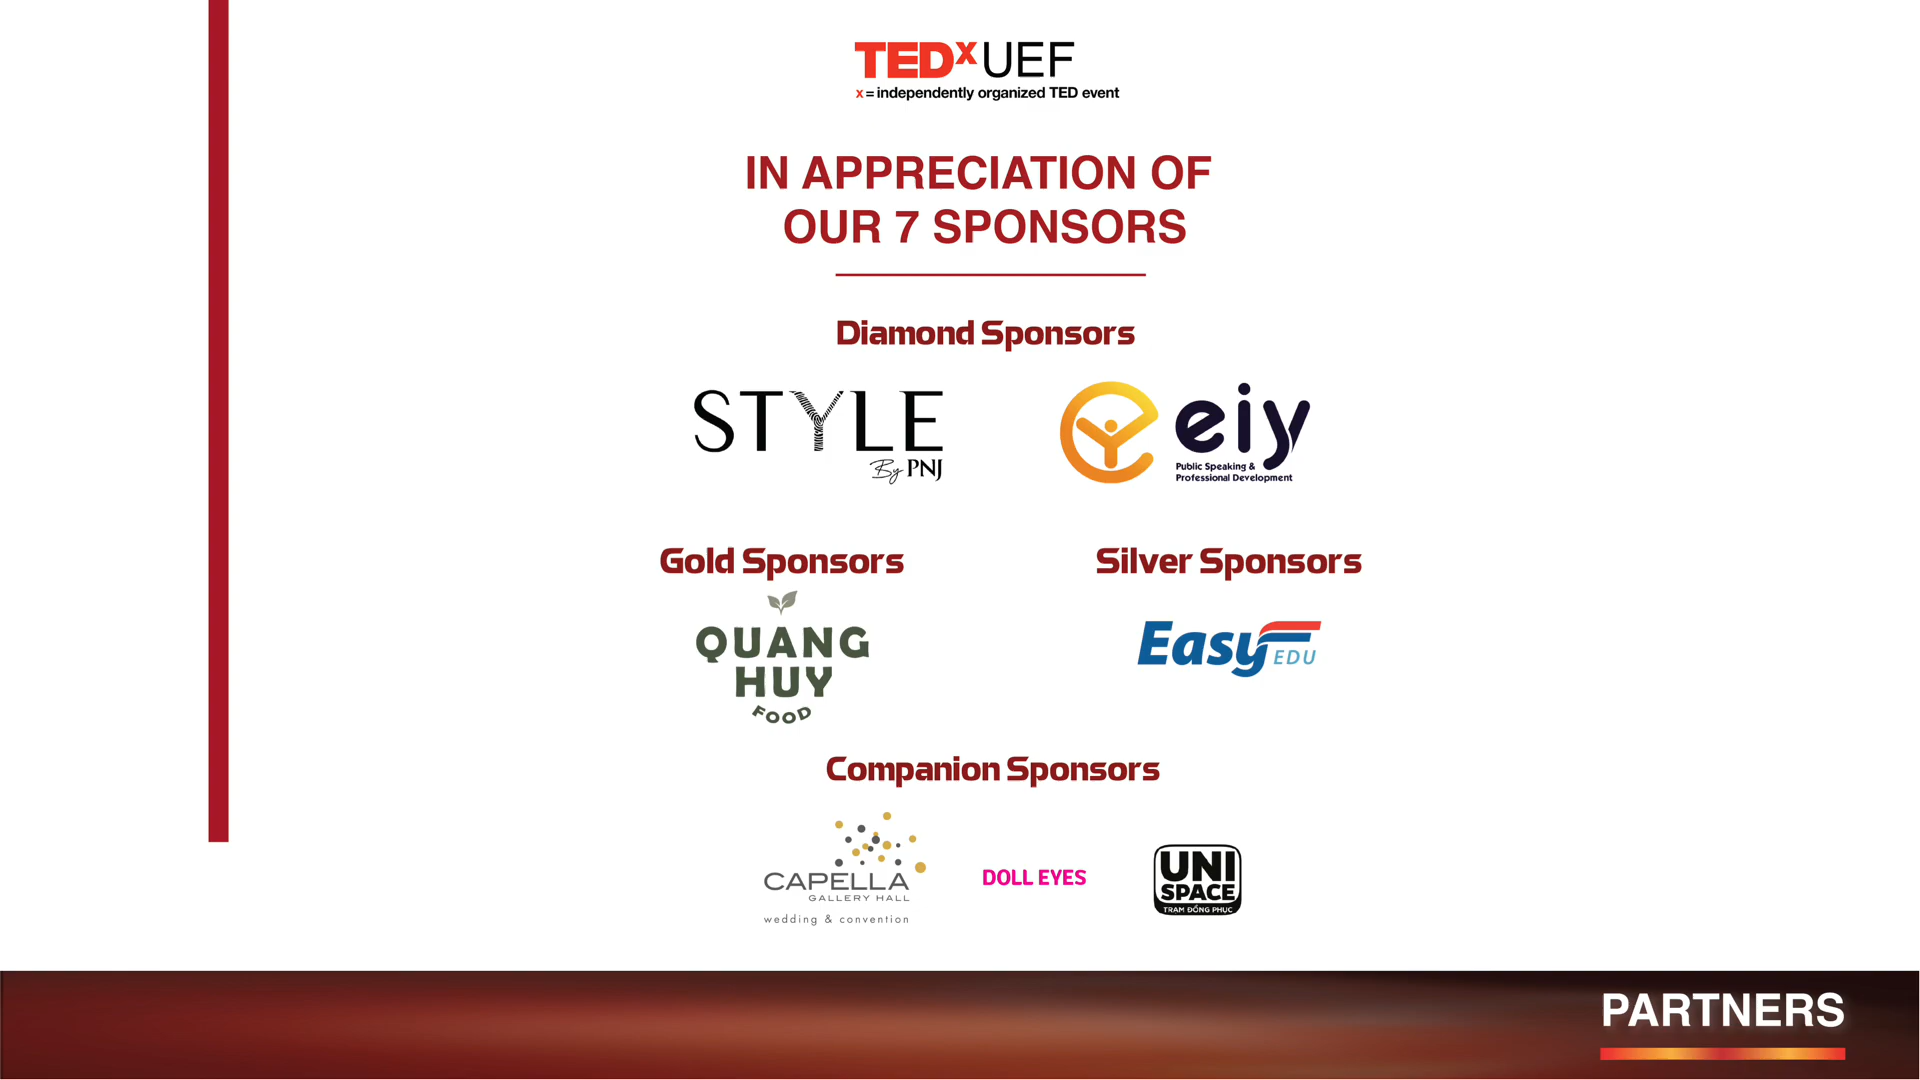 TEDxUEF
x = independently organized TED event
IN APPRECIATION OF
OUR 7 SPONSORS
Diamond Sponsors
STYLE
By PNJ
eiy
Public Speaking &
Professional Development
Gold Sponsors
Silver Sponsors
QUANG
HUY
FOOD
Easy
EDU
Companion Sponsors
CAPELLA
GALLERY HALL
wedding & convention
DOLL EYES
UNI
SPACE
TRẠM ĐỒNG PHỤC
PARTNERS